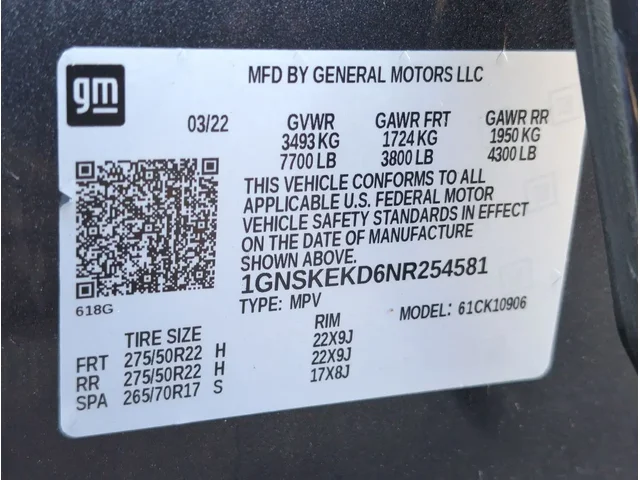 gm
MFD BY GENERAL MOTORS LLC
03/22 GVWR GAWR FRT GAWR RR
3493 KG 1724 KG 1950 KG
7700 LB 3800 LB 4300 LB
THIS VEHICLE CONFORMS TO ALL
APPLICABLE U.S. FEDERAL MOTOR
VEHICLE SAFETY STANDARDS IN EFFECT
ON THE DATE OF MANUFACTURE
SHOWN ABOVE.
1GNSKEKD6NR254581
618G
TYPE: MPV MODEL: 61CK10906
TIRE SIZE RIM
FRT 275/50R22 H 22X9J
RR 275/50R22 H 22X9J
SPA 265/70R17 S 17X8J